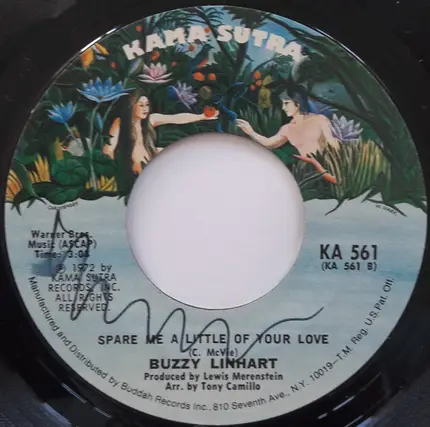 KAMA SUTRA
Warner Bros.
Music (ASCAP)
Time: 3:04
℗ 1972 by
KAMA SUTRA
RECORDS, INC.
ALL RIGHTS
RESERVED.
KA 561
(KA 561 B)
SPARE ME A LITTLE OF YOUR LOVE
(C. McVie)
BUZZY LINHART
Produced by Lewis Merenstein
Arr. by Tony Camillo
Manufactured and Distributed by Buddah Records Inc., 810 Seventh Ave., N.Y. 10019-T.M. Reg. U.S. Pat. Off.